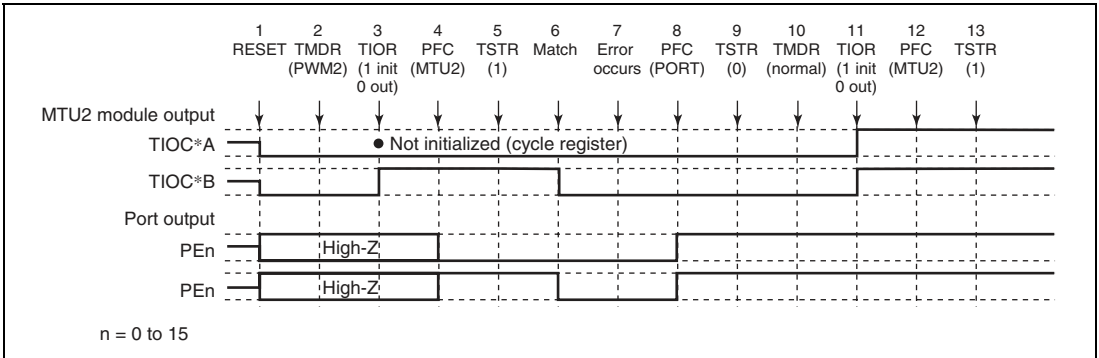 1 2 3 4 5 6 7 8 9 10 11 12 13
RESET TMDR TIOR PFC TSTR Match Error PFC TSTR TMDR TIOR PFC TSTR
(PWM2) (1 init (MTU2) (1) occurs (PORT) (0) (normal) (1 init (MTU2) (1)
0 out) 0 out)
MTU2 module output
TIOC*A ● Not initialized (cycle register)
TIOC*B
Port output
PEn High-Z
PEn High-Z
n = 0 to 15